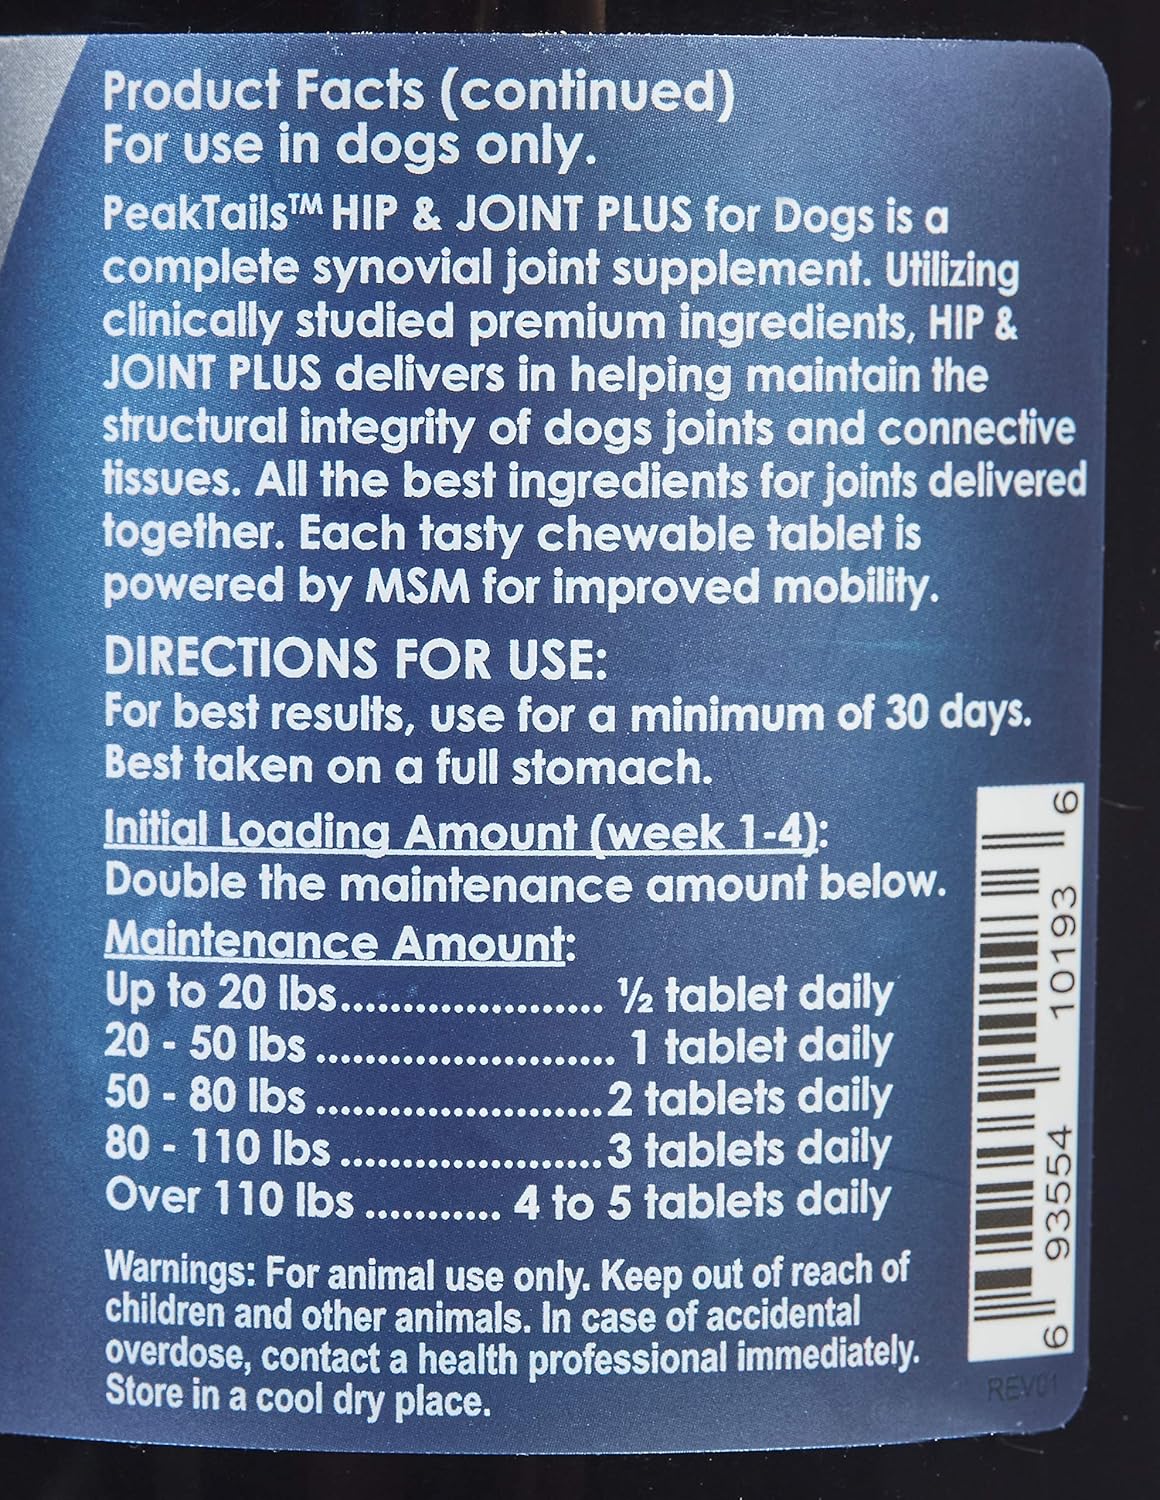 Product Facts (continued)
For use in dogs only.
PeakTails™ HIP & JOINT PLUS for Dogs is a
complete synovial joint supplement. Utilizing
clinically studied premium ingredients, HIP &
JOINT PLUS delivers in helping maintain the
structural integrity of dogs joints and connective
tissues. All the best ingredients for joints delivered
together. Each tasty chewable tablet is
powered by MSM for improved mobility.
DIRECTIONS FOR USE:
For best results, use for a minimum of 30 days.
Best taken on a full stomach.
Initial Loading Amount (week 1-4):
Double the maintenance amount below.
Maintenance Amount:
Up to 20 lbs..................... ½ tablet daily
20 - 50 lbs ........................ 1 tablet daily
50 - 80 lbs .......................2 tablets daily
80 - 110 lbs .....................3 tablets daily
Over 110 lbs ........... 4 to 5 tablets daily
Warnings: For animal use only. Keep out of reach of
children and other animals. In case of accidental
overdose, contact a health professional immediately.
Store in a cool dry place.
6 93554 10193 6
REV01